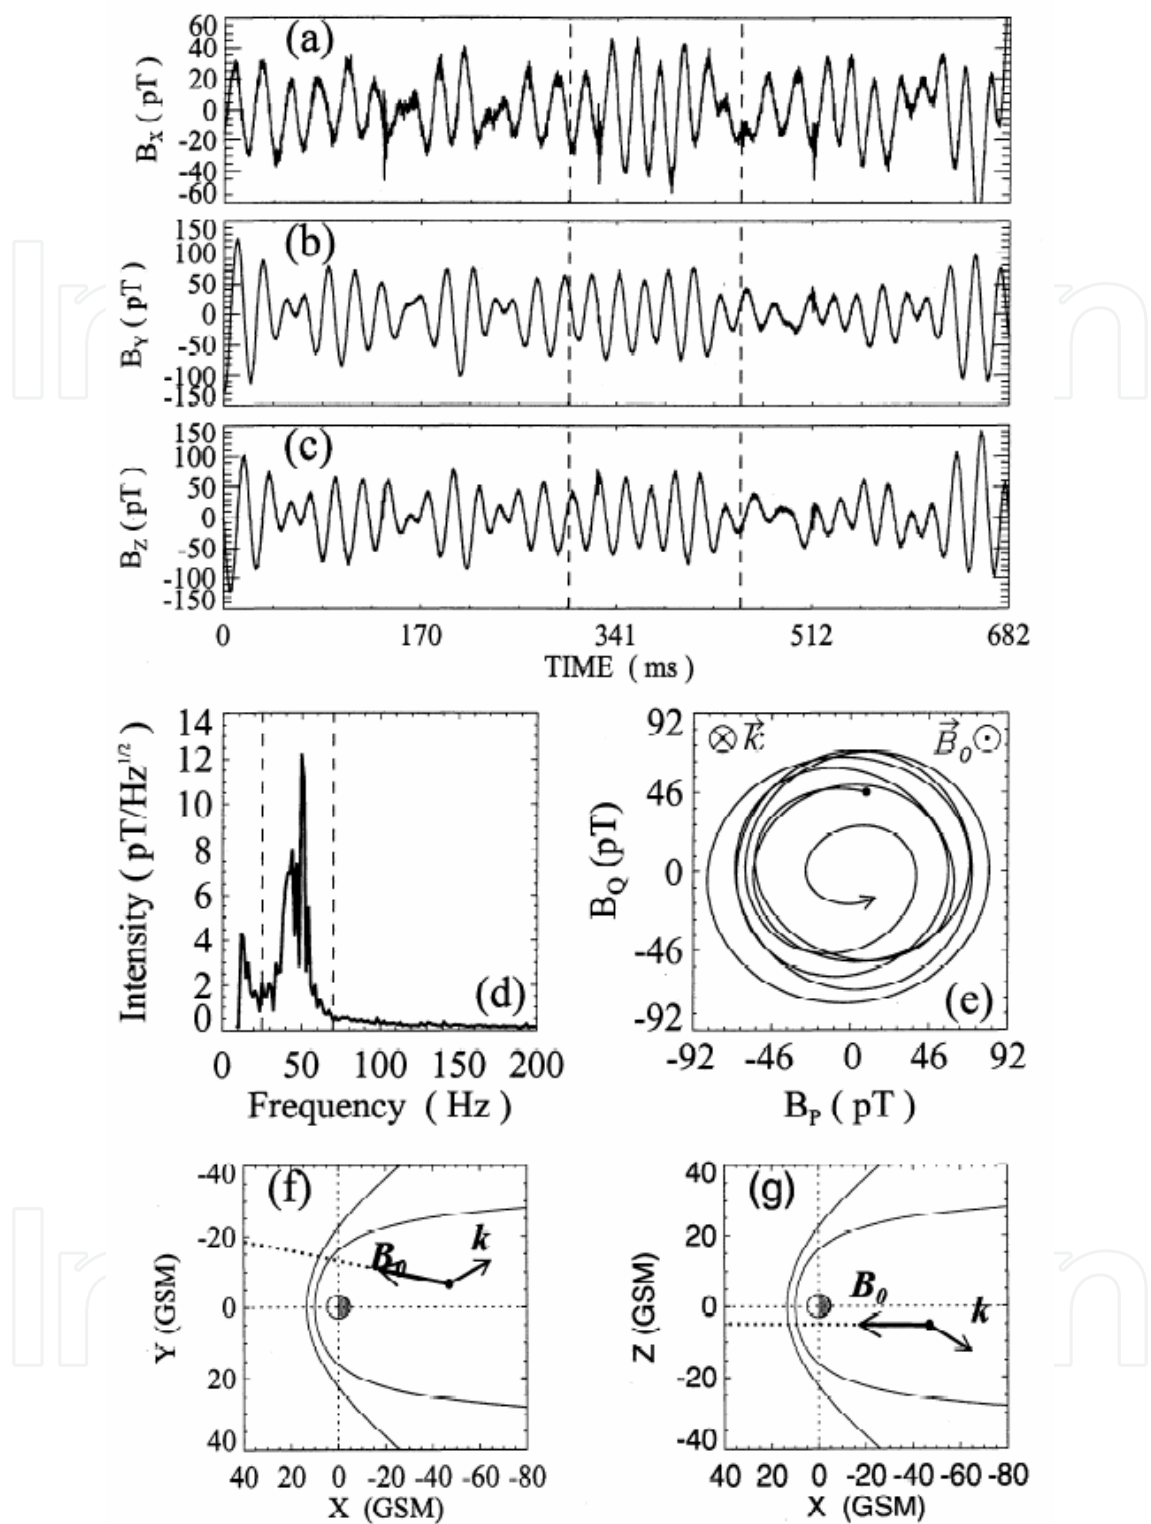 (a)
60
40
20
0
-20
-40
-60
B_X ( pT )
(b)
150
100
50
0
-50
-100
-150
B_Y ( pT )
(c)
150
100
50
0
-50
-100
-150
B_Z (pT)
0 170 341 512 682
TIME ( ms )
14
12
10
8
6
4
2
0
Intensity ( pT/Hz^1/2 )
(d)
0 50 100 150 200
Frequency ( Hz )
92
46
0
-46
-92
B_Q (pT)
⊗ k⃗
B⃗_0 ⊙
(e)
-92 -46 0 46 92
B_P ( pT )
(f)
-40
-20
0
20
40
Y (GSM)
B_0
k
40 20 0 -20 -40 -60 -80
X (GSM)
(g)
40
20
0
-20
-40
Z (GSM)
B_0
k
40 20 0 -20 -40 -60 -80
X (GSM)
In
n
In
n